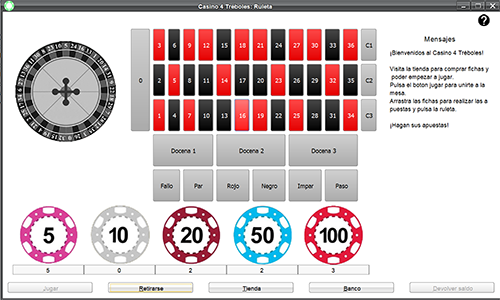 Casino 4 Treboles: Ruleta
?
Mensajes
¡Bienvenidos al Casino 4 Treboles!
Visita la tienda para comprar fichas y
poder empezar a jugar.
Pulsa el boton jugar para unirte a la
mesa.
Arrastra las fichas para realizar las a
puestas y pulsa la ruleta.
¡Hagan sus apuestas!
3 6 9 12 15 18 21 24 27 30 33 36 C1
0
2 5 8 11 14 17 20 23 26 29 32 35 C2
1 4 7 10 13 16 19 22 25 28 31 34 C3
Docena 1 Docena 2 Docena 3
Fallo Par Rojo Negro Impar Paso
5 10 20 50 100
5 0 2 2 3
Jugar Retirarse Tienda Banco Devolver saldo